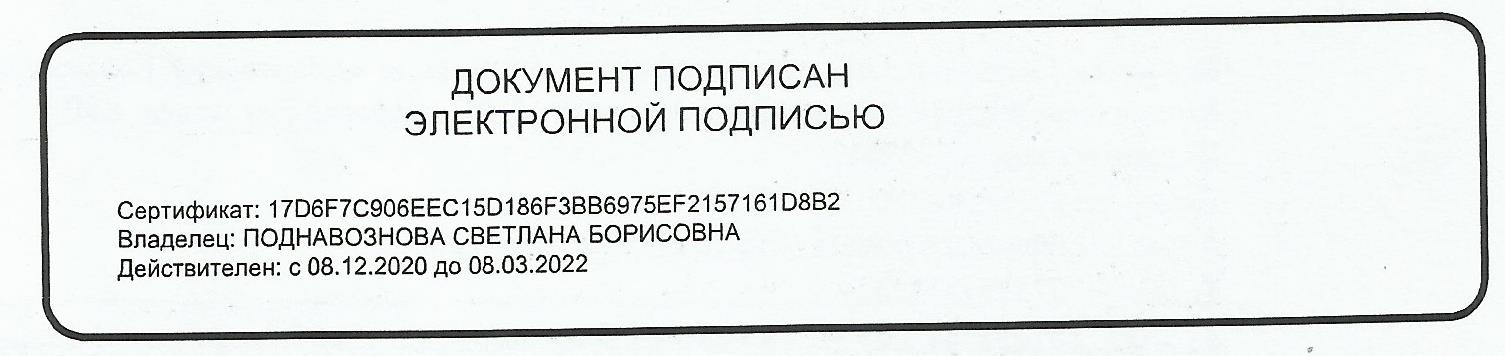 ДОКУМЕНТ ПОДПИСАН
ЭЛЕКТРОННОЙ ПОДПИСЬЮ
Сертификат: 17D6F7C906EEC15D186F3BB6975EF2157161D8B2
Владелец: ПОДНАВОЗНОВА СВЕТЛАНА БОРИСОВНА
Действителен: с 08.12.2020 до 08.03.2022